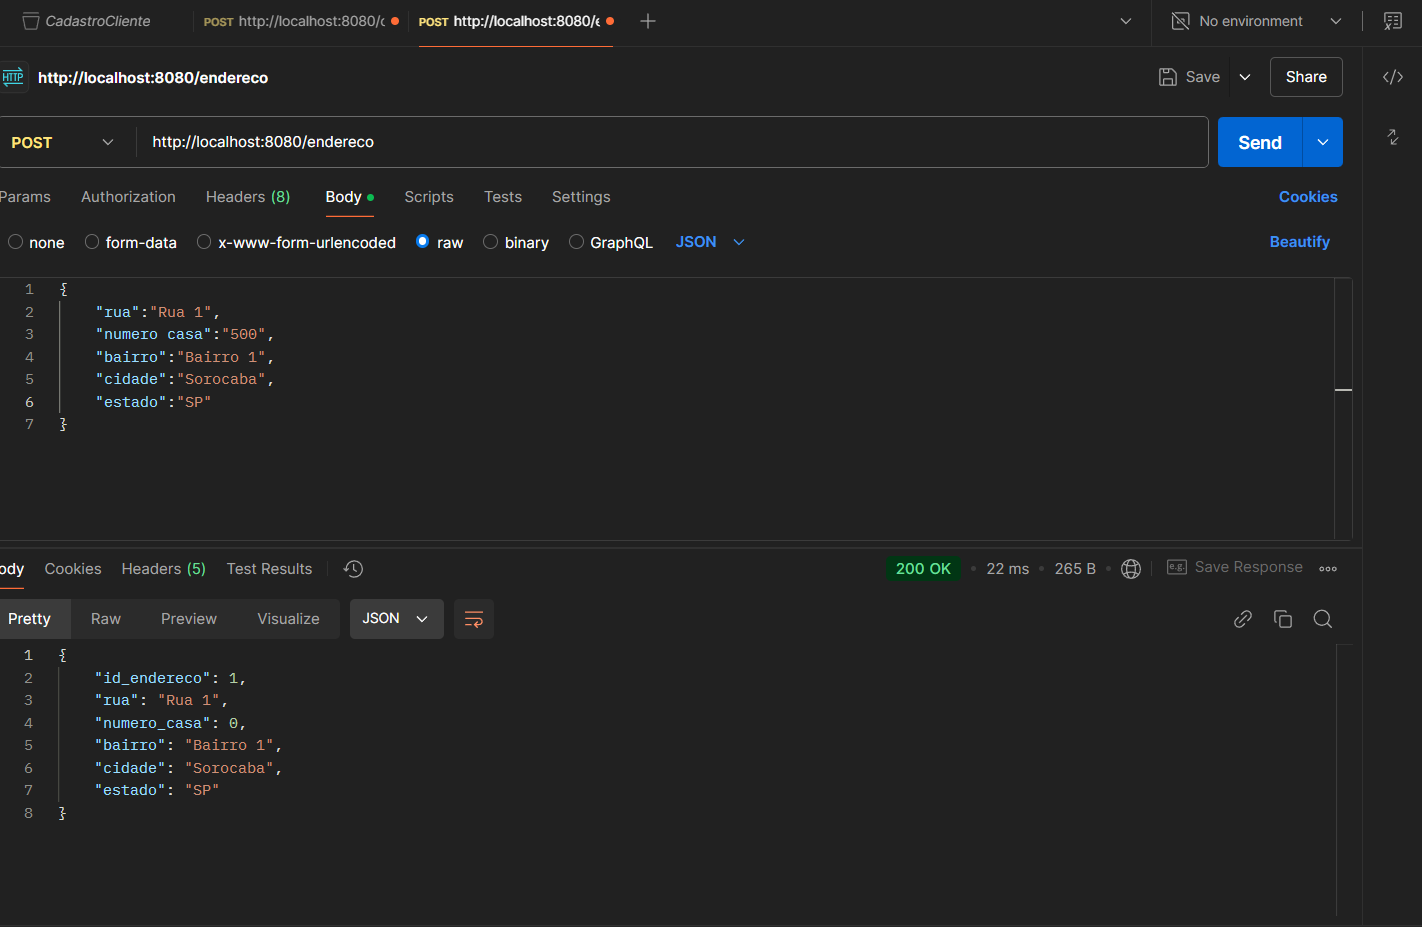 CadastroCliente POST http://localhost:8080/ POST http://localhost:8080/ No environment
HTTP http://localhost:8080/endereco Save Share
POST http://localhost:8080/endereco Send
Params Authorization Headers (8) Body Scripts Tests Settings Cookies
none form-data x-www-form-urlencoded raw binary GraphQL JSON Beautify
1 {
2 "rua":"Rua 1",
3 "numero casa":"500",
4 "bairro":"Bairro 1",
5 "cidade":"Sorocaba",
6 "estado":"SP"
7 }
ody Cookies Headers (5) Test Results 200 OK • 22 ms • 265 B • e.g. Save Response
Pretty Raw Preview Visualize JSON
1 {
2 "id_endereco": 1,
3 "rua": "Rua 1",
4 "numero_casa": 0,
5 "bairro": "Bairro 1",
6 "cidade": "Sorocaba",
7 "estado": "SP"
8 }